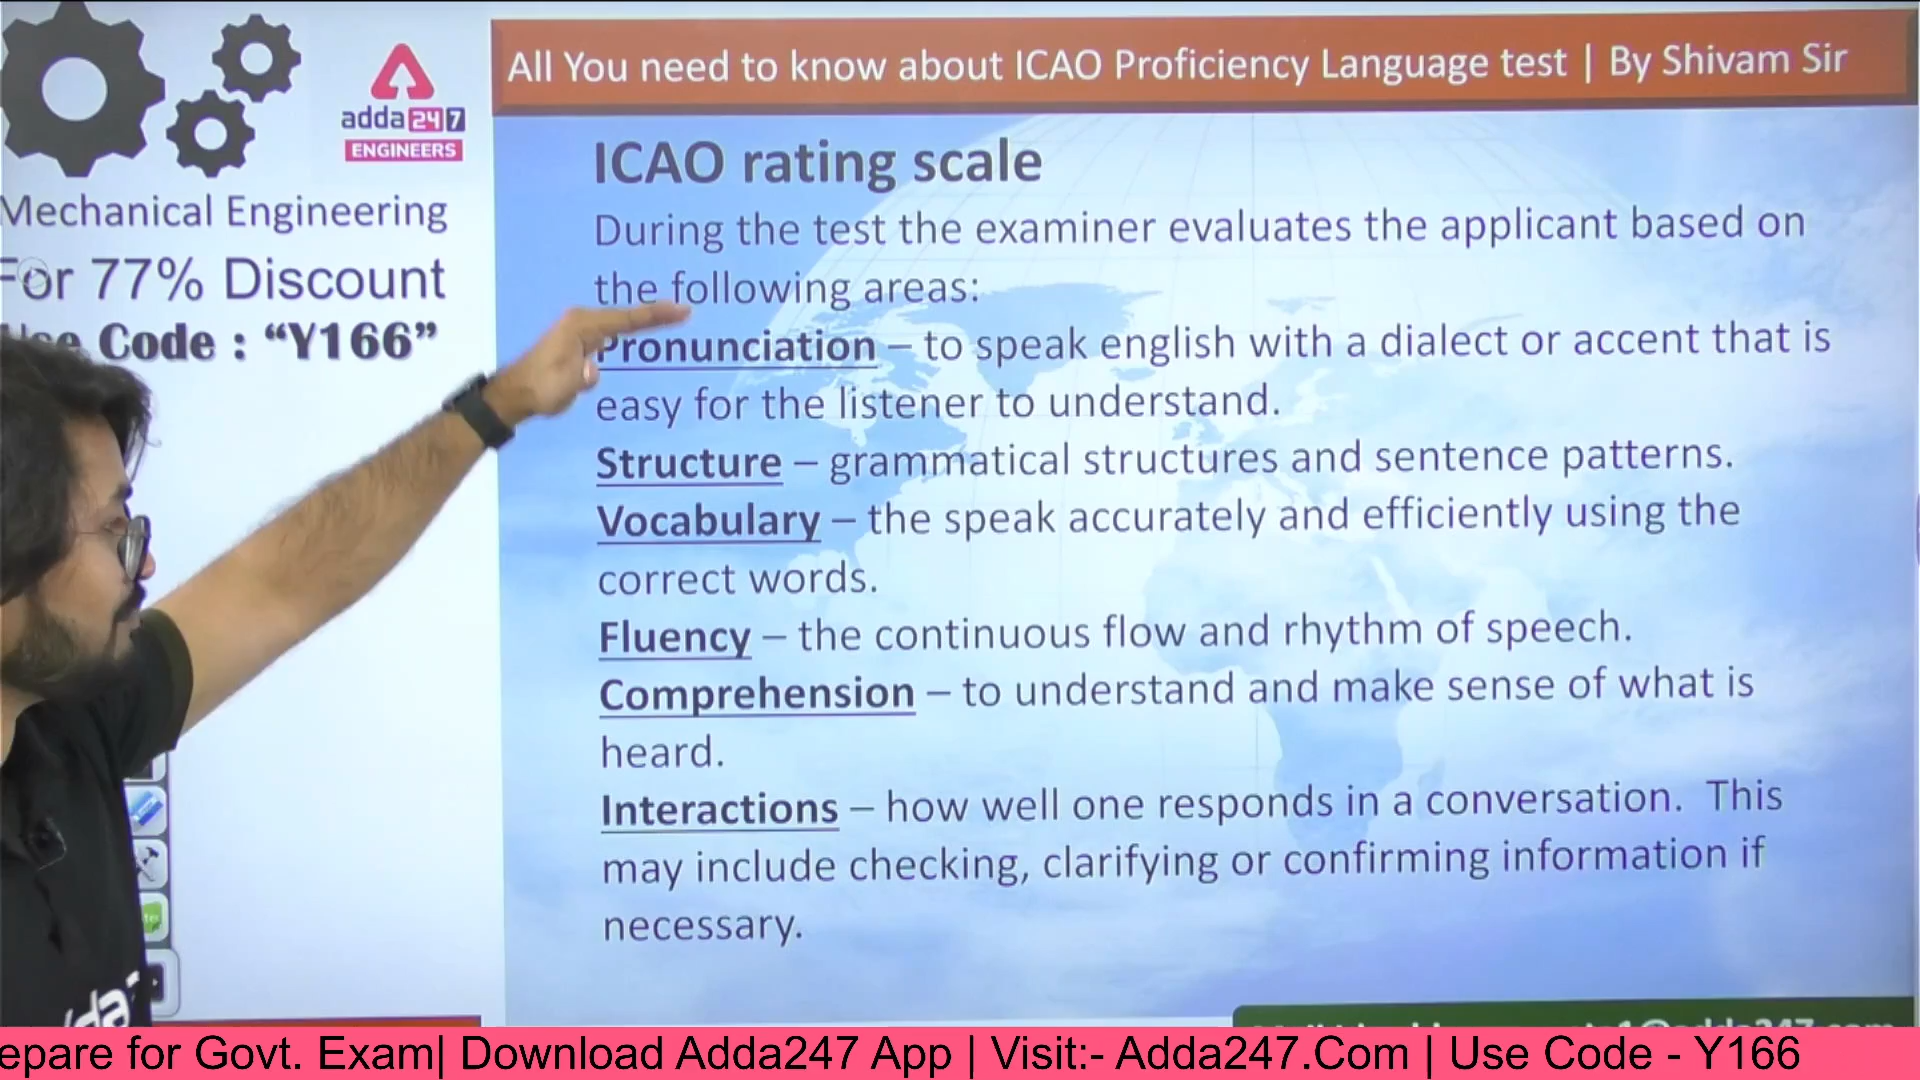 All You need to know about ICAO Proficiency Language test | By Shivam Sir
adda247
ENGINEERS
Mechanical Engineering
For 77% Discount
Use Code : “Y166”
ICAO rating scale
During the test the examiner evaluates the applicant based on
the following areas:
Pronunciation – to speak english with a dialect or accent that is
easy for the listener to understand.
Structure – grammatical structures and sentence patterns.
Vocabulary – the speak accurately and efficiently using the
correct words.
Fluency – the continuous flow and rhythm of speech.
Comprehension – to understand and make sense of what is
heard.
Interactions – how well one responds in a conversation. This
may include checking, clarifying or confirming information if
necessary.
epare for Govt. Exam| Download Adda247 App | Visit:- Adda247.Com | Use Code - Y166